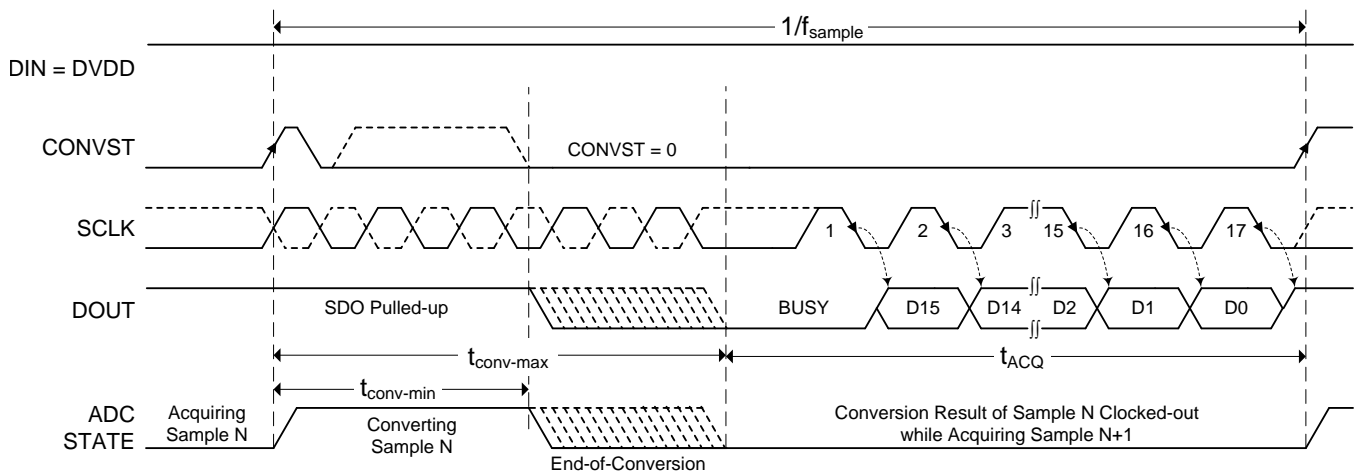 1/fsample
DIN = DVDD
CONVST
CONVST = 0
SCLK
1 2 3 15 16 17
DOUT
SDO Pulled-up
BUSY
D15 D14 D2 D1 D0
tconv-max
tACQ
tconv-min
ADC
STATE
Acquiring
Sample N
Converting
Sample N
End-of-Conversion
Conversion Result of Sample N Clocked-out
while Acquiring Sample N+1